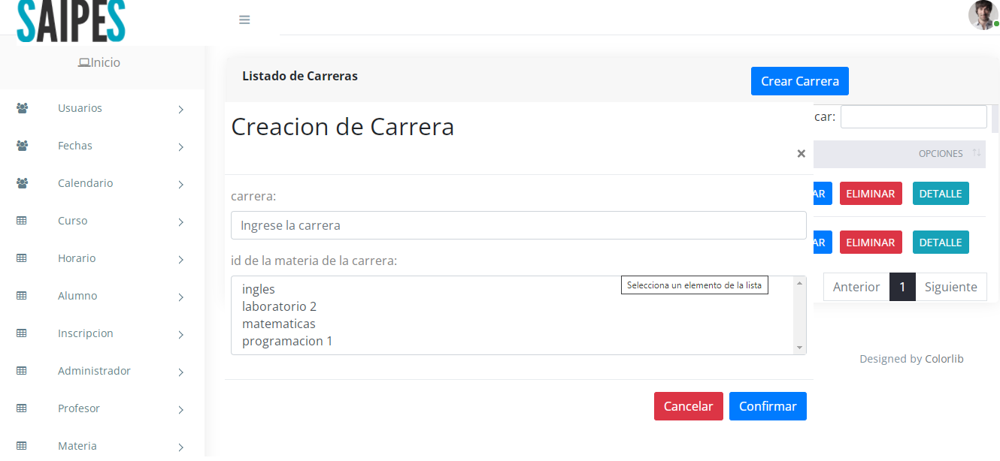 SAIPES
Inicio
Usuarios
Fechas
Calendario
Curso
Horario
Alumno
Inscripcion
Administrador
Profesor
Materia
Listado de Carreras
Crear Carrera
Creacion de Carrera
×
carrera:
Ingrese la carrera
id de la materia de la carrera:
ingles
laboratorio 2
matematicas
programacion 1
Selecciona un elemento de la lista
Cancelar Confirmar
car:
OPCIONES
AR ELIMINAR DETALLE
AR ELIMINAR DETALLE
Anterior 1 Siguiente
Designed by Colorlib